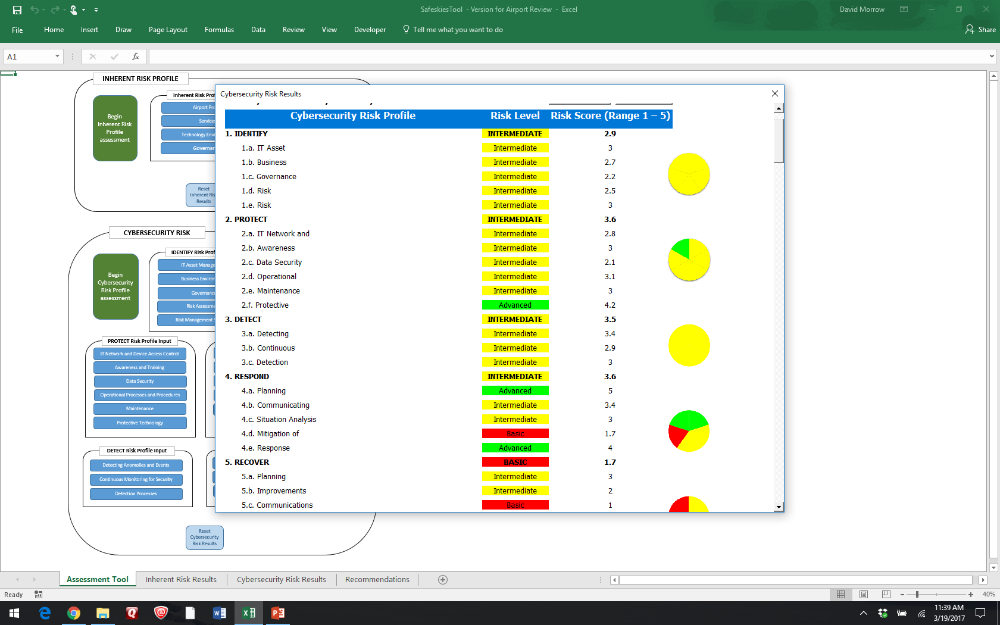 SafeskiesTool - Version for Airport Review - Excel
David Morrow
File Home Insert Draw Page Layout Formulas Data Review View Developer Tell me what you want to do
Share
A1
fx
INHERENT RISK PROFILE
Begin
Inherent Risk
Profile
assessment
Inherent Risk Prof
Airport Pro
Services
Technology Envi
Governan
Reset
Inherent Ris
Results
CYBERSECURITY RISK
Begin
Cybersecurity
Risk Profile
assessment
IDENTIFY Risk Prof
IT Asset Manage
Business Environ
Governanc
Risk Assessme
Risk Management S
PROTECT Risk Profile Input
IT Network and Device Access Control
Awareness and Training
Data Security
Operational Processes and Procedures
Maintenance
Protective Technology
DETECT Risk Profile Input
Detecting Anomolies and Events
Continuous Monitoring for Security
Detection Processes
Reset
Cybersecurity
Risk Results
Cybersecurity Risk Results
Cybersecurity Risk Profile Risk Level Risk Score (Range 1 – 5)
1. IDENTIFY INTERMEDIATE 2.9
1.a. IT Asset Intermediate 3
1.b. Business Intermediate 2.7
1.c. Governance Intermediate 2.2
1.d. Risk Intermediate 2.5
1.e. Risk Intermediate 3
2. PROTECT INTERMEDIATE 3.6
2.a. IT Network and Intermediate 2.8
2.b. Awareness Intermediate 3
2.c. Data Security Intermediate 2.1
2.d. Operational Intermediate 3.1
2.e. Maintenance Intermediate 3
2.f. Protective Advanced 4.2
3. DETECT INTERMEDIATE 3.5
3.a. Detecting Intermediate 3.4
3.b. Continuous Intermediate 2.9
3.c. Detection Intermediate 3
4. RESPOND INTERMEDIATE 3.6
4.a. Planning Advanced 5
4.b. Communicating Intermediate 3.4
4.c. Situation Analysis Intermediate 3
4.d. Mitigation of Basic 1.7
4.e. Response Advanced 4
5. RECOVER BASIC 1.7
5.a. Planning Intermediate 3
5.b. Improvements Intermediate 2
5.c. Communications Basic 1
Assessment Tool Inherent Risk Results Cybersecurity Risk Results Recommendations
Ready
40%
11:39 AM
3/19/2017